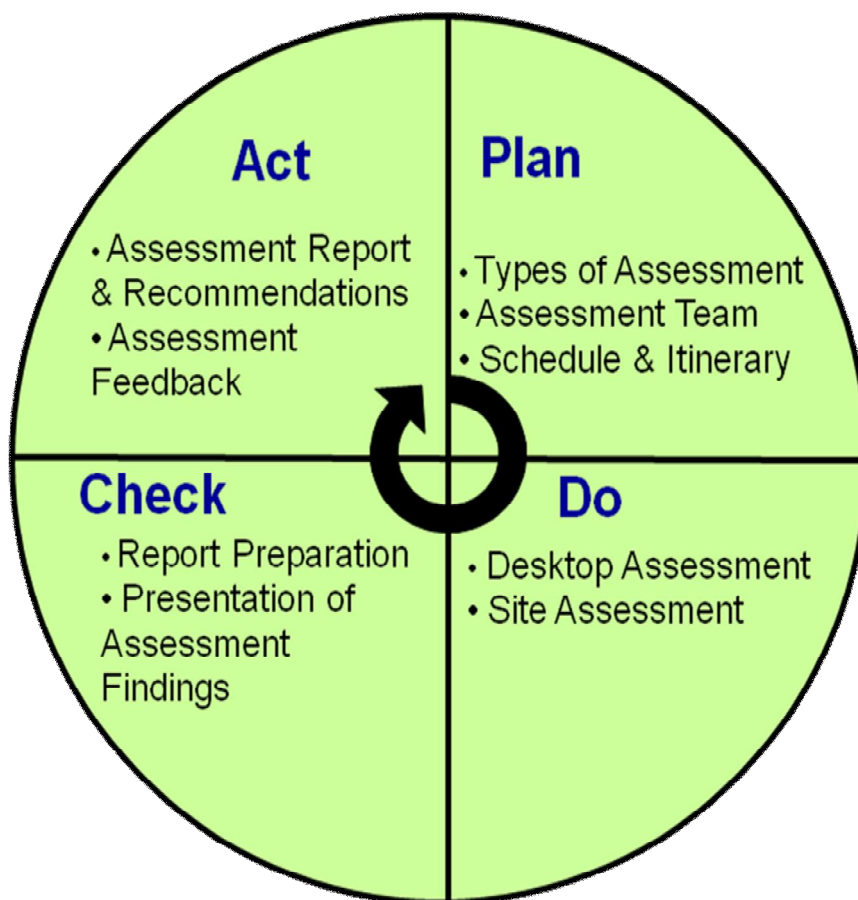 Act
• Assessment Report
& Recommendations
• Assessment
Feedback
Plan
• Types of Assessment
• Assessment Team
• Schedule & Itinerary
Check
• Report Preparation
• Presentation of
Assessment
Findings
Do
• Desktop Assessment
• Site Assessment